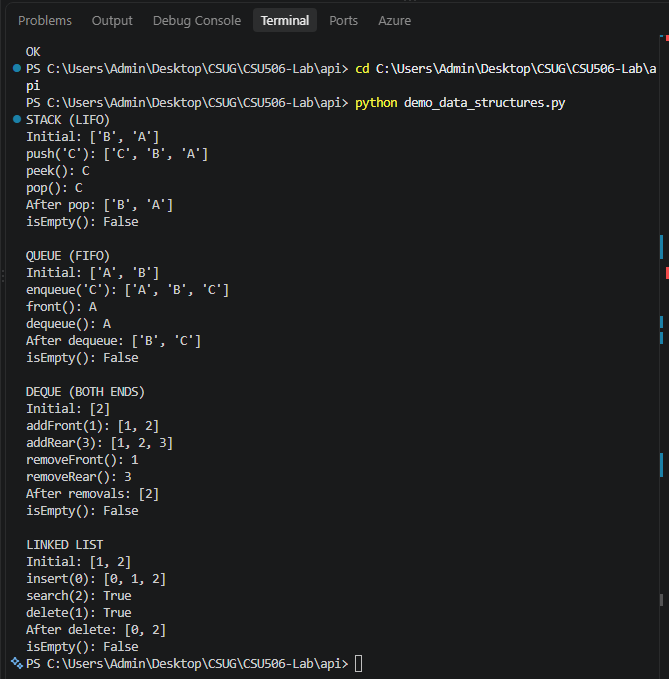 Problems Output Debug Console Terminal Ports Azure
OK
PS C:\Users\Admin\Desktop\CSUG\CSU506-Lab\api> cd C:\Users\Admin\Desktop\CSUG\CSU506-Lab\a
pi
PS C:\Users\Admin\Desktop\CSUG\CSU506-Lab\api> python demo_data_structures.py
STACK (LIFO)
Initial: ['B', 'A']
push('C'): ['C', 'B', 'A']
peek(): C
pop(): C
After pop: ['B', 'A']
isEmpty(): False

QUEUE (FIFO)
Initial: ['A', 'B']
enqueue('C'): ['A', 'B', 'C']
front(): A
dequeue(): A
After dequeue: ['B', 'C']
isEmpty(): False

DEQUE (BOTH ENDS)
Initial: [2]
addFront(1): [1, 2]
addRear(3): [1, 2, 3]
removeFront(): 1
removeRear(): 3
After removals: [2]
isEmpty(): False

LINKED LIST
Initial: [1, 2]
insert(0): [0, 1, 2]
search(2): True
delete(1): True
After delete: [0, 2]
isEmpty(): False
PS C:\Users\Admin\Desktop\CSUG\CSU506-Lab\api>